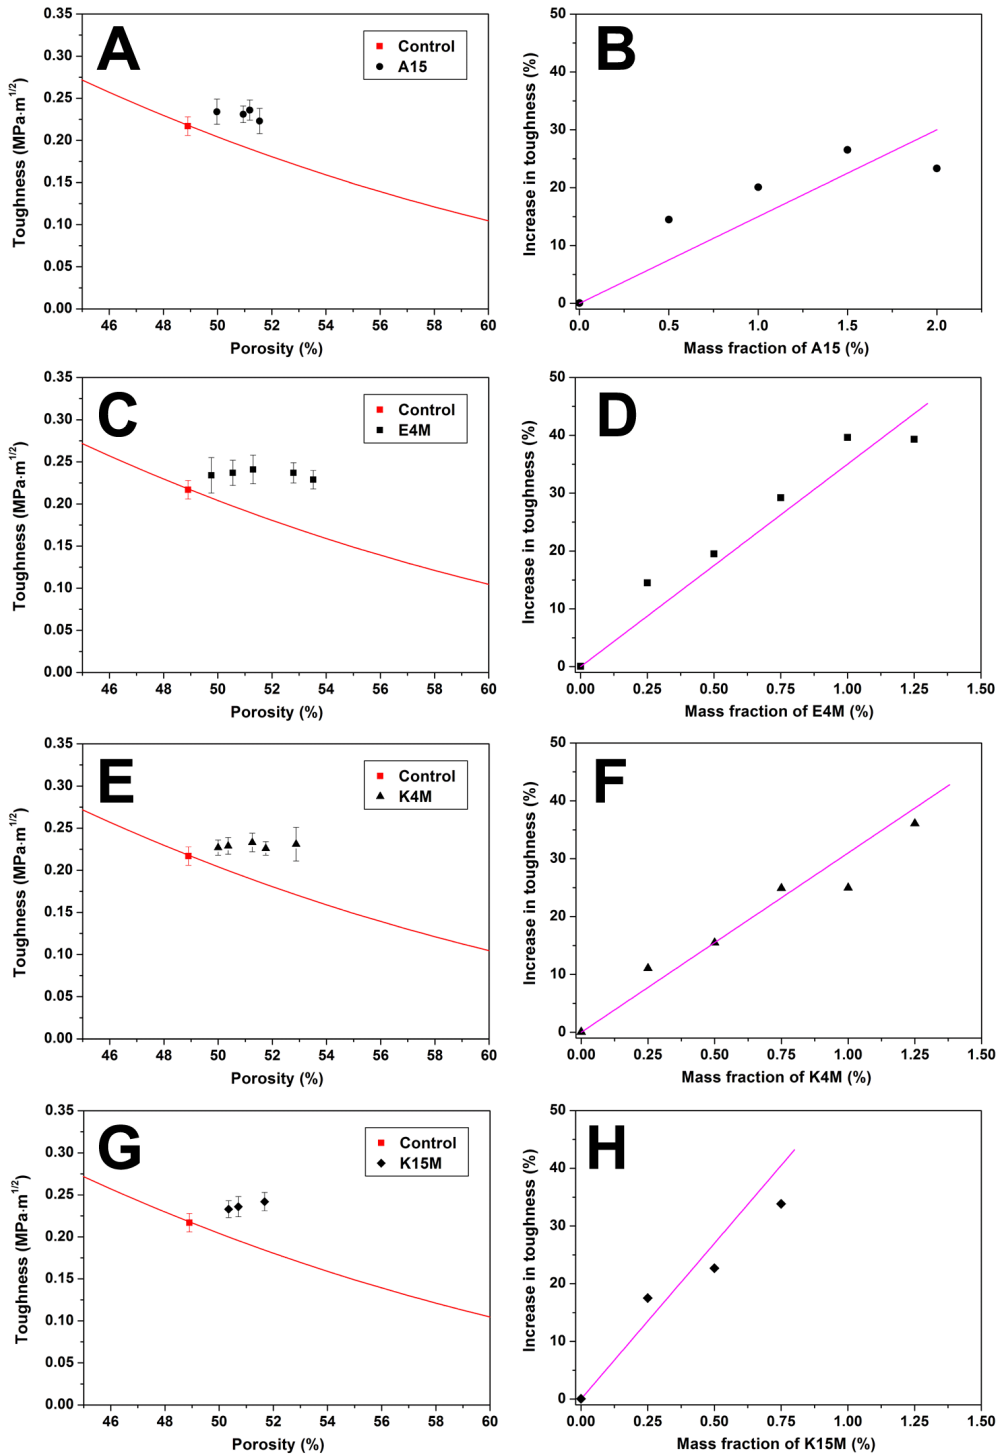 A
Control
A15
0.35
0.30
0.25
0.20
0.15
0.10
0.05
0.00
Toughness (MPa·m1/2)
46 48 50 52 54 56 58 60
Porosity (%)
B
50
40
30
20
10
0
Increase in toughness (%)
0.0 0.5 1.0 1.5 2.0
Mass fraction of A15 (%)
C
Control
E4M
0.35
0.30
0.25
0.20
0.15
0.10
0.05
0.00
Toughness (MPa·m1/2)
46 48 50 52 54 56 58 60
Porosity (%)
D
50
40
30
20
10
0
Increase in toughness (%)
0.00 0.25 0.50 0.75 1.00 1.25 1.50
Mass fraction of E4M (%)
E
Control
K4M
0.35
0.30
0.25
0.20
0.15
0.10
0.05
0.00
Toughness (MPa·m1/2)
46 48 50 52 54 56 58 60
Porosity (%)
F
50
40
30
20
10
0
Increase in toughness (%)
0.00 0.25 0.50 0.75 1.00 1.25 1.50
Mass fraction of K4M (%)
G
Control
K15M
0.35
0.30
0.25
0.20
0.15
0.10
0.05
0.00
Toughness (MPa·m1/2)
46 48 50 52 54 56 58 60
Porosity (%)
H
50
40
30
20
10
0
Increase in toughness (%)
0.00 0.25 0.50 0.75 1.00 1.25 1.50
Mass fraction of K15M (%)